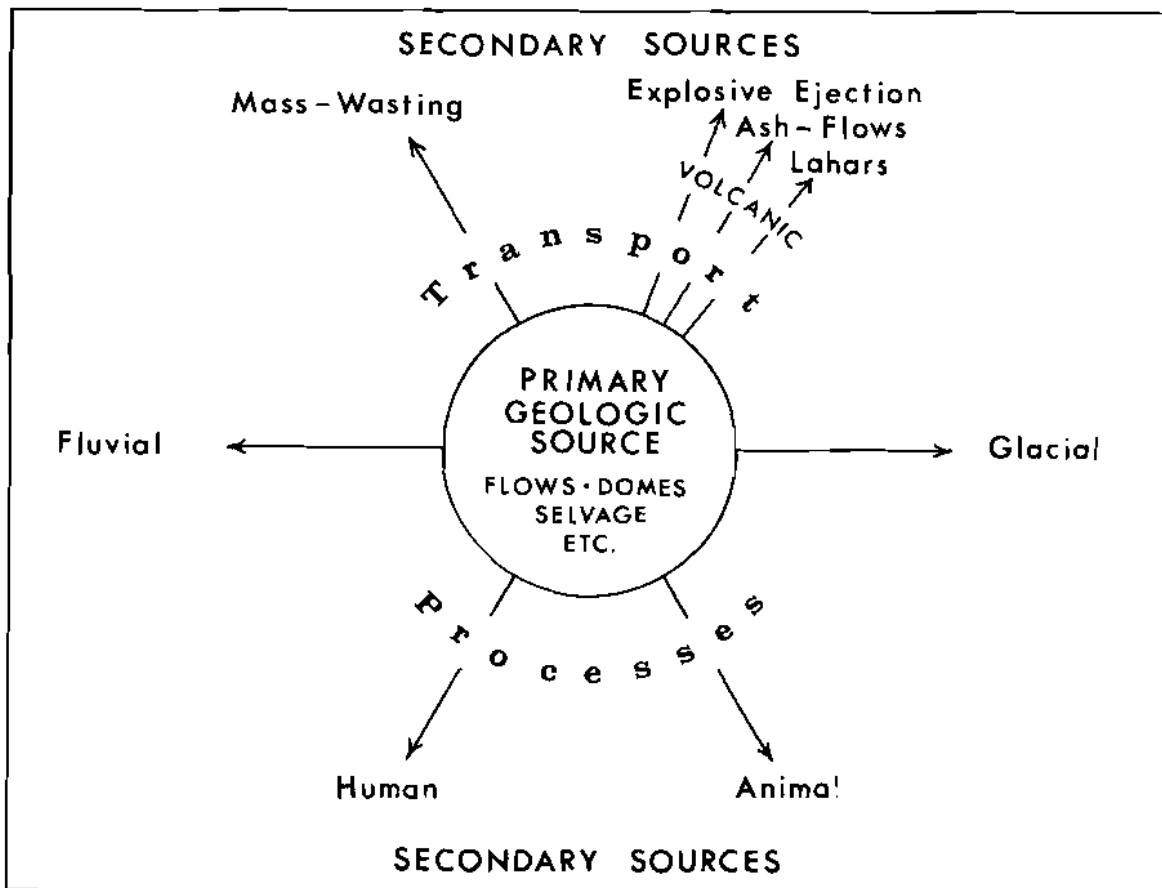 SECONDARY SOURCES
Mass-Wasting
Explosive Ejection
Ash-Flows
Lahars
VOLCANIC
Transport
PRIMARY
GEOLOGIC
SOURCE
FLOWS · DOMES
SELVAGE
ETC.
Fluvial
Glacial
Processes
Human
Animal
SECONDARY SOURCES